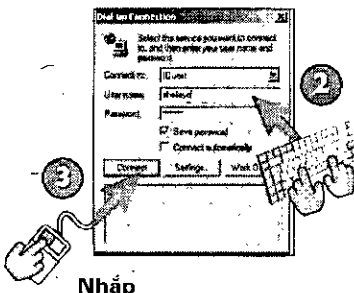 Dial-up Connection
Select the service you want to connect
to, and then enter your user name and
password.
Connect to:
User name:
Password:
Save password
Connect automatically
Connect
Settings...
Work
2
3
Nhắp